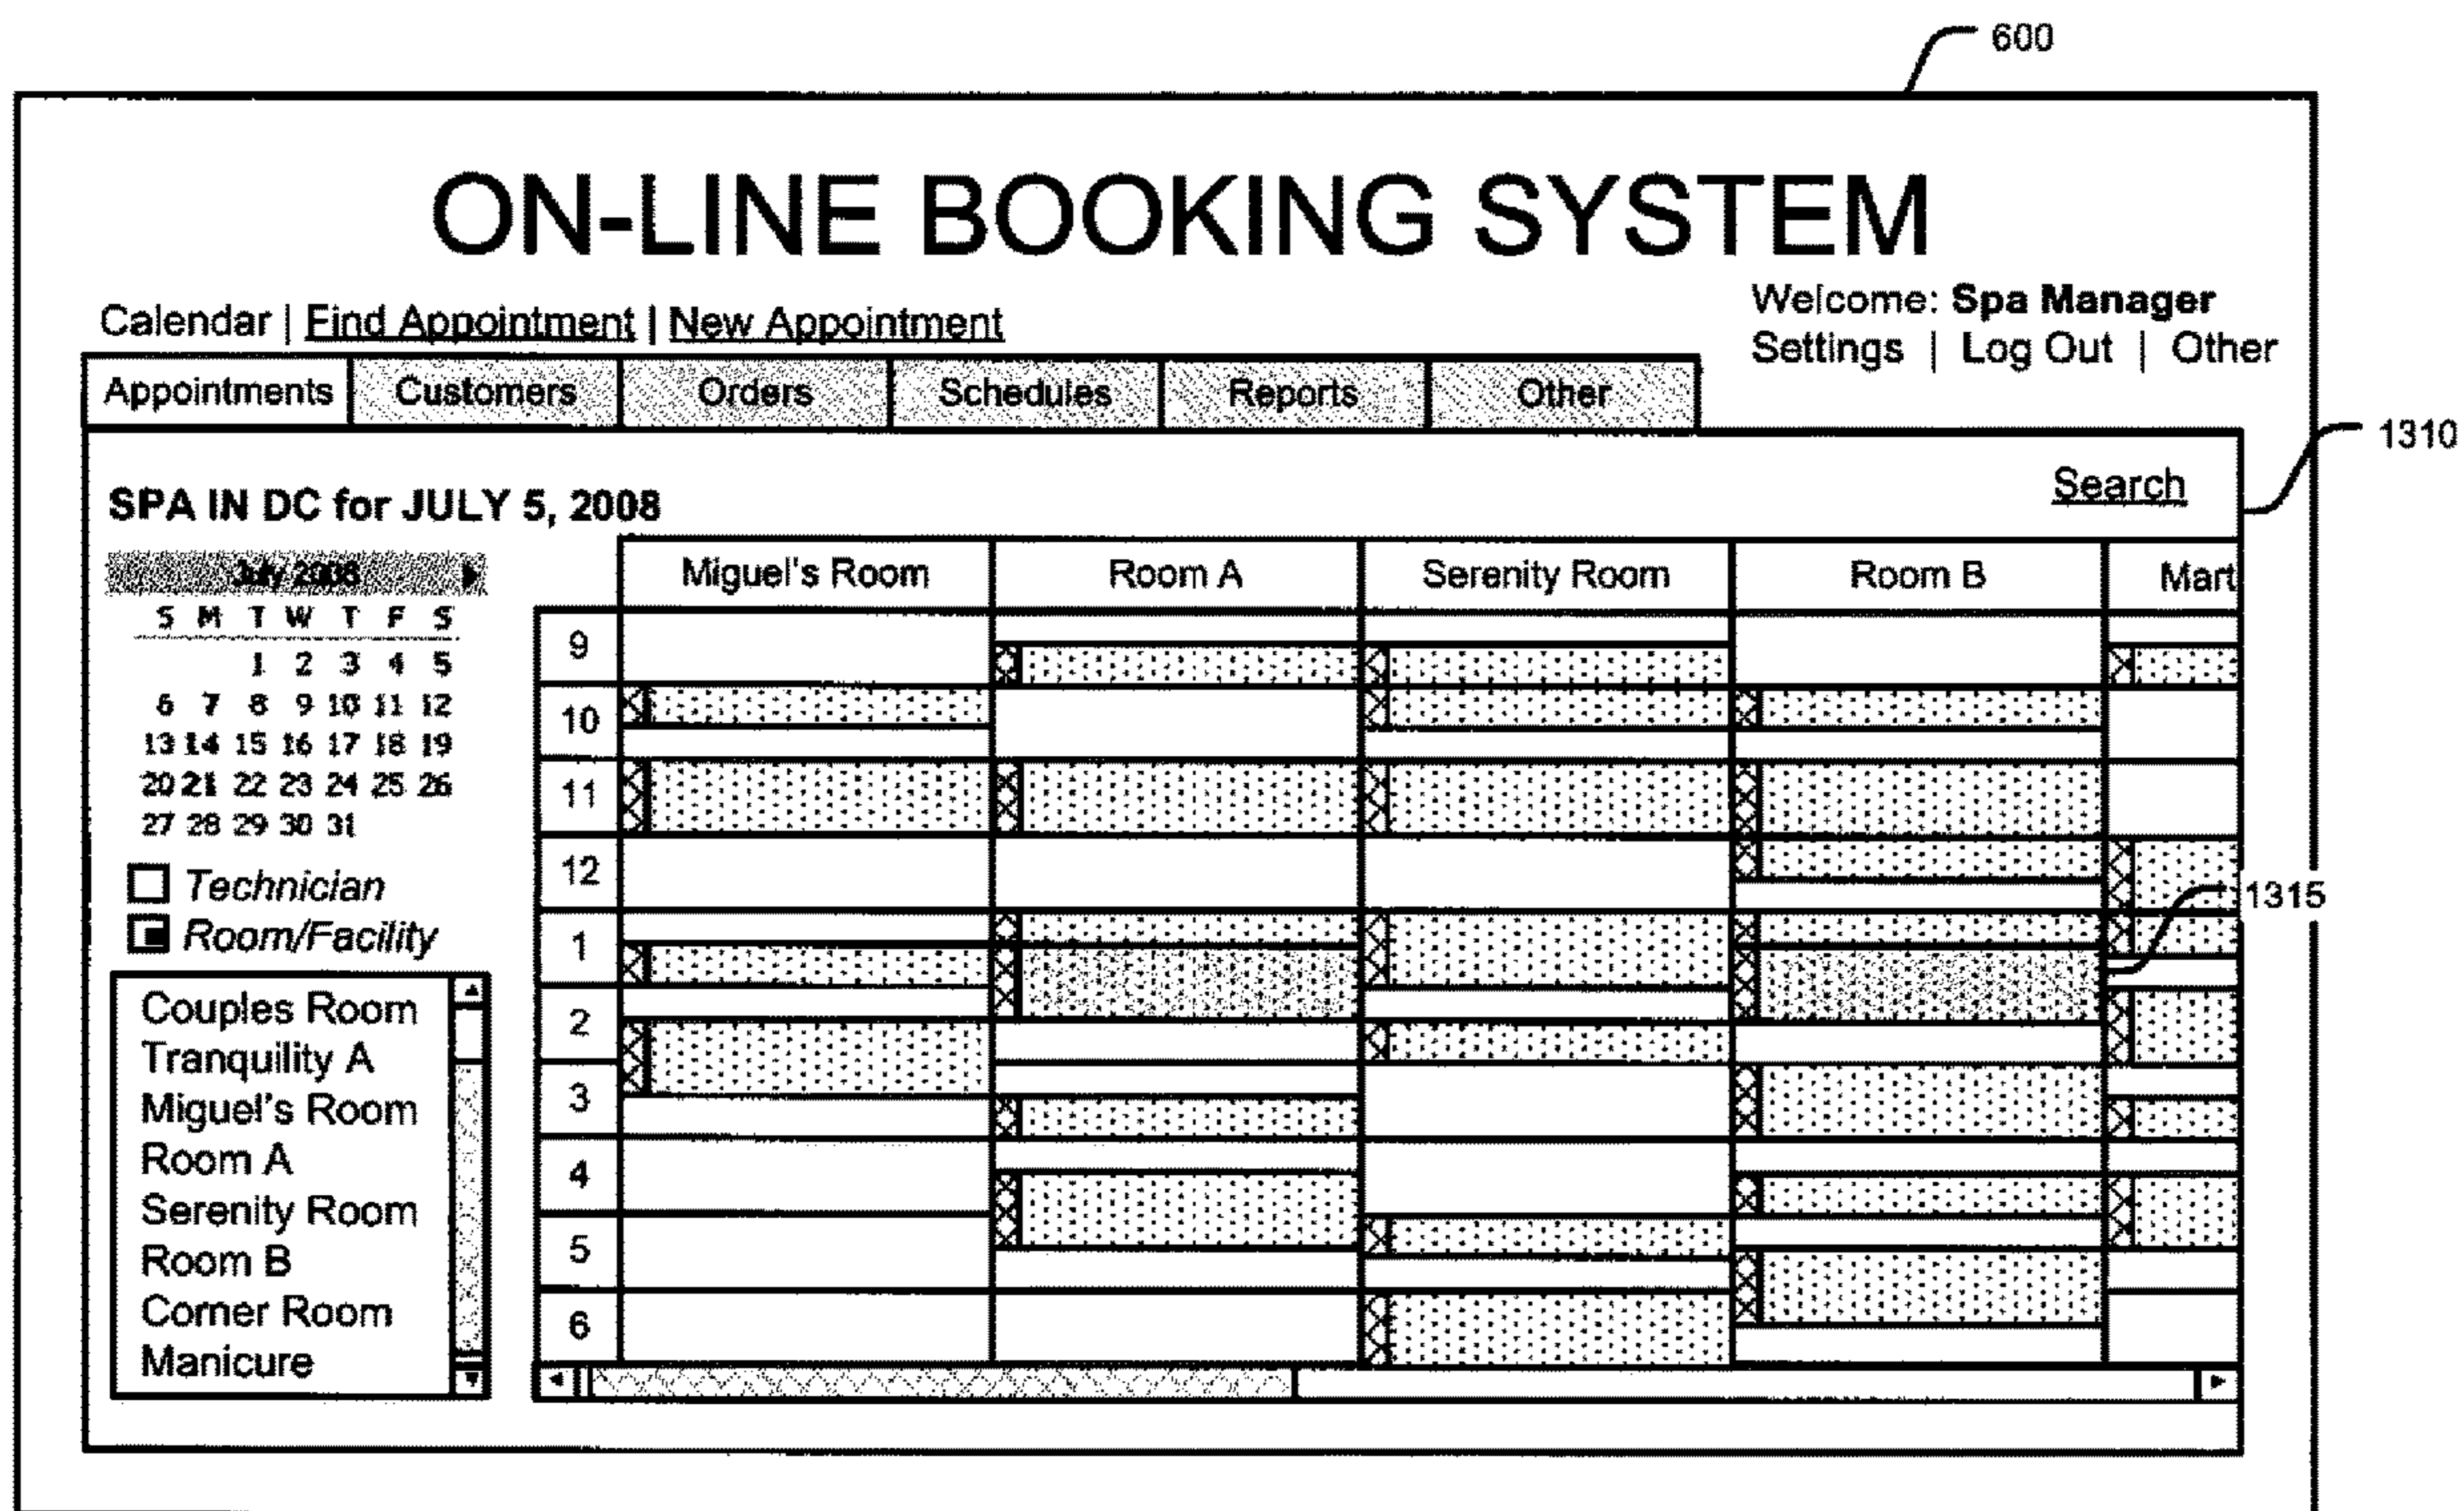 600
ON-LINE BOOKING SYSTEM
Calendar | Find Appointment | New Appointment
Welcome: Spa Manager
Settings | Log Out | Other
Appointments Customers Orders Schedules Reports Other
1310
Search
SPA IN DC for JULY 5, 2008
July 2008
S M T W T F S
1 2 3 4 5
6 7 8 9 10 11 12
13 14 15 16 17 18 19
20 21 22 23 24 25 26
27 28 29 30 31
Technician
Room/Facility
Couples Room
Tranquility A
Miguel's Room
Room A
Serenity Room
Room B
Corner Room
Manicure
Miguel's Room Room A Serenity Room Room B Mart
9
10
11
12
1
2
3
4
5
6
1315